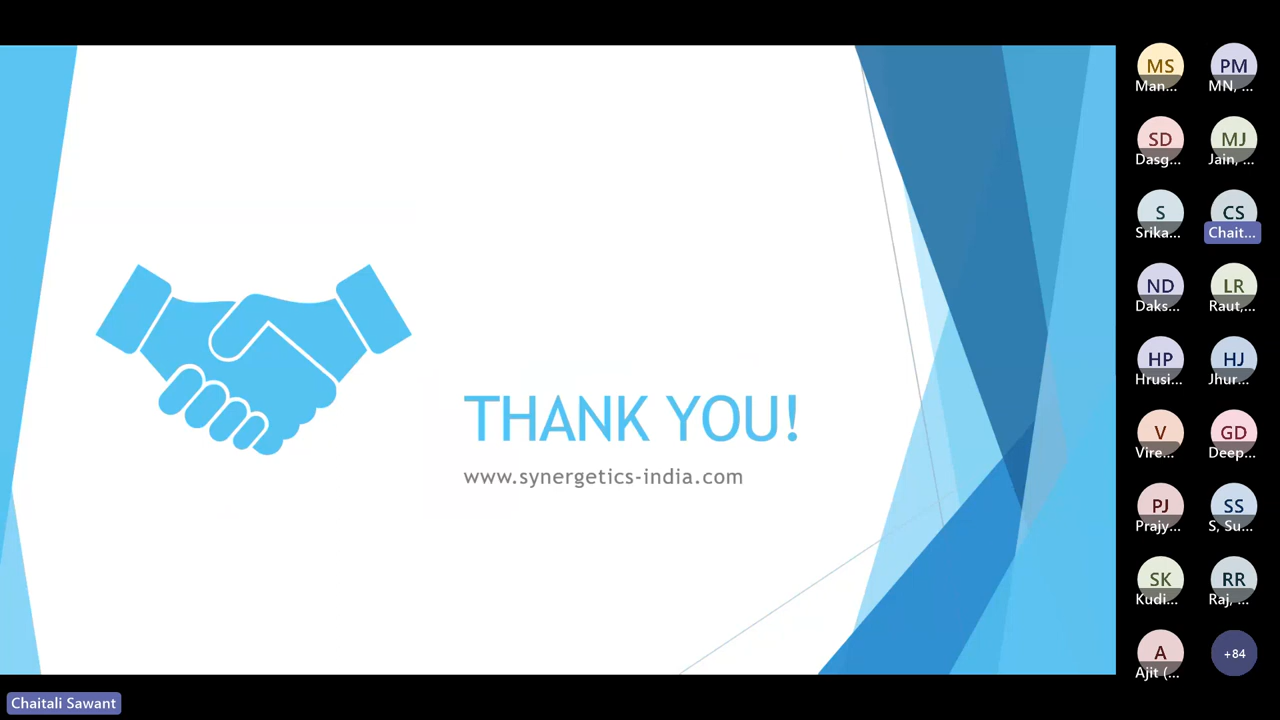 THANK YOU!
www.synergetics-india.com
MS
Man...
PM
MN, ...
SD
Dasg...
MJ
Jain, ...
S
Srika...
CS
Chait...
ND
Daks...
LR
Raut,...
HP
Hrusi...
HJ
Jhur...
V
Vire...
GD
Deep...
PJ
Prajy...
SS
S, Su...
SK
Kudi...
RR
Raj, ...
A
Ajit (...
+84
Chaitali Sawant